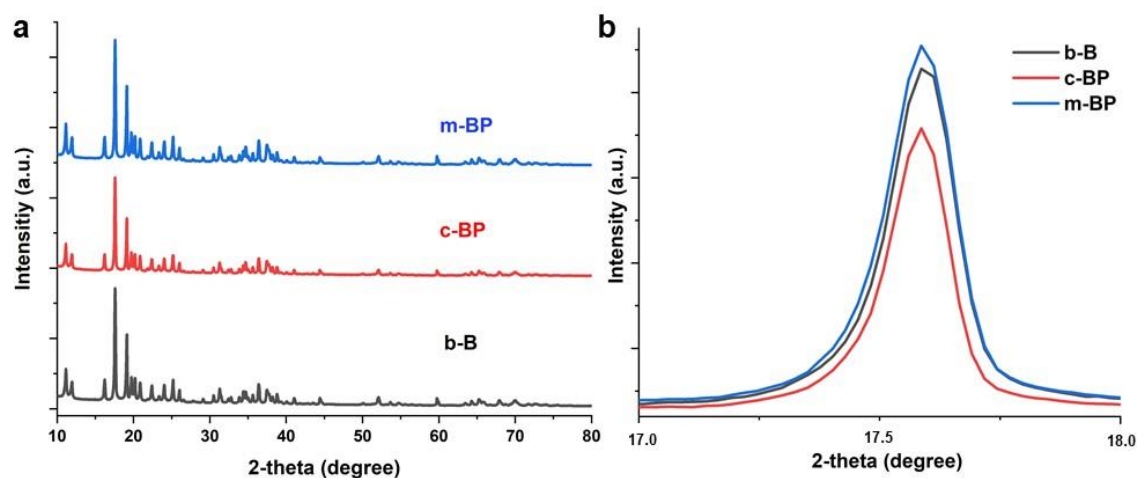 a
Intensitiy (a.u.)
m-BP
c-BP
b-B
10 20 30 40 50 60 70 80
2-theta (degree)
b
Intensity (a.u.)
b-B
c-BP
m-BP
17.0 17.5 18.0
2-theta (degree)